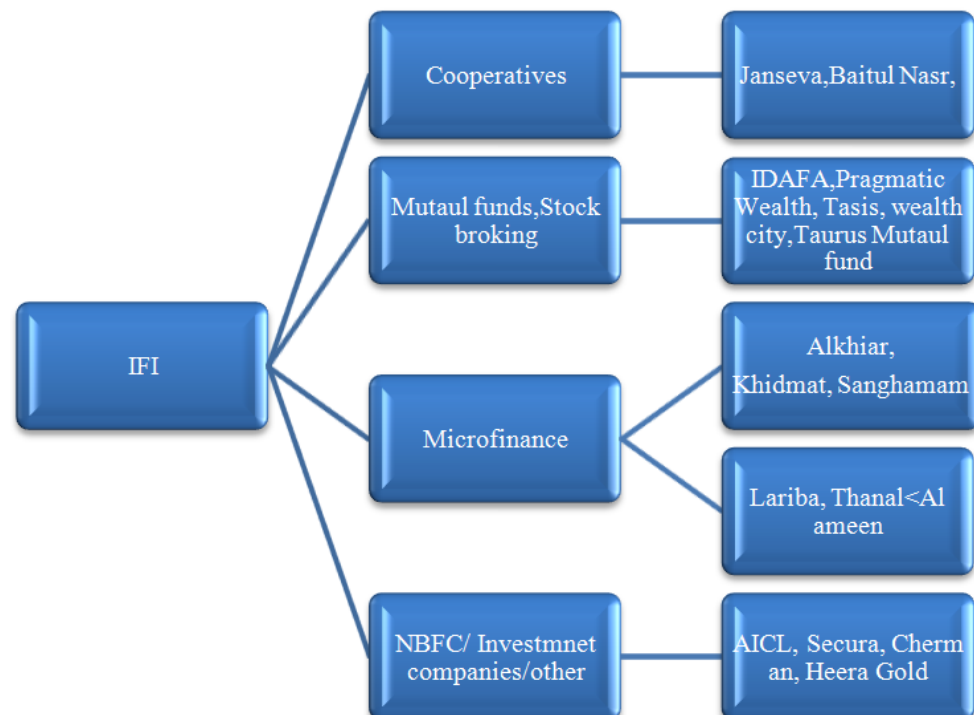 IFI
Cooperatives
Janseva,Baitul Nasr,
Mutaul funds,Stock
broking
IDAFA,Pragmatic
Wealth, Tasis, wealth
city,Taurus Mutaul
fund
Microfinance
Alkhiar,
Khidmat, Sanghamam
Lariba, Thanal<Al
ameen
NBFC/ Investmnet
companies/other
AICL, Secura, Cherm
an, Heera Gold